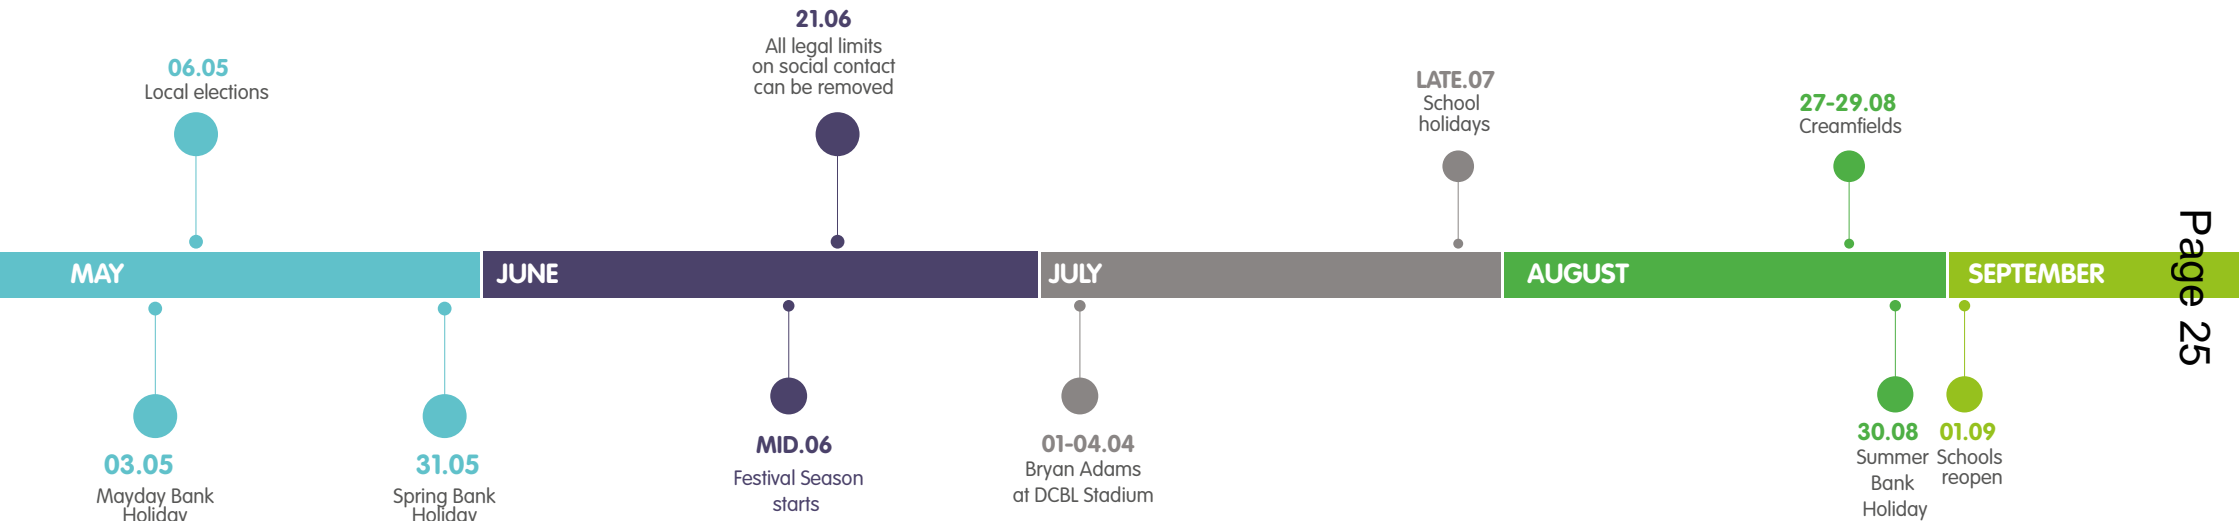 21.06
All legal limits
on social contact
can be removed
06.05
Local elections
LATE.07
School
holidays
27-29.08
Creamfields
MAY
JUNE
JULY
AUGUST
SEPTEMBER
Page 25
03.05
Mayday Bank
Holiday
31.05
Spring Bank
Holiday
MID.06
Festival Season
starts
01-04.04
Bryan Adams
at DCBL Stadium
30.08
Summer
Bank
Holiday
01.09
Schools
reopen